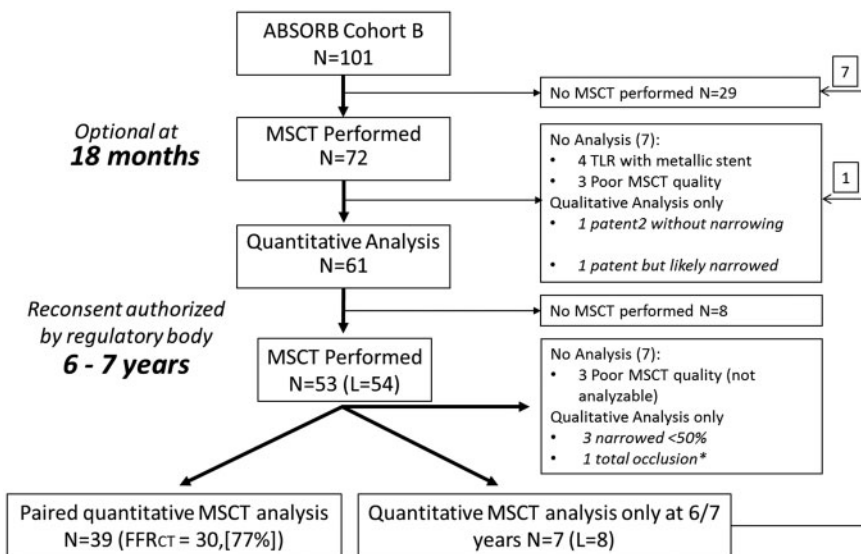 ABSORB Cohort B
N=101
7
No MSCT performed N=29
Optional at
18 months
MSCT Performed
N=72
No Analysis (7):
• 4 TLR with metallic stent
• 3 Poor MSCT quality
Qualitative Analysis only
• 1 patent2 without narrowing
• 1 patent but likely narrowed
1
Quantitative Analysis
N=61
Reconsent authorized
by regulatory body
6 - 7 years
No MSCT performed N=8
MSCT Performed
N=53 (L=54)
No Analysis (7):
• 3 Poor MSCT quality (not
analyzable)
Qualitative Analysis only
• 3 narrowed <50%
• 1 total occlusion*
Paired quantitative MSCT analysis
N=39 (FFRCT = 30,[77%])
Quantitative MSCT analysis only at 6/7
years N=7 (L=8)